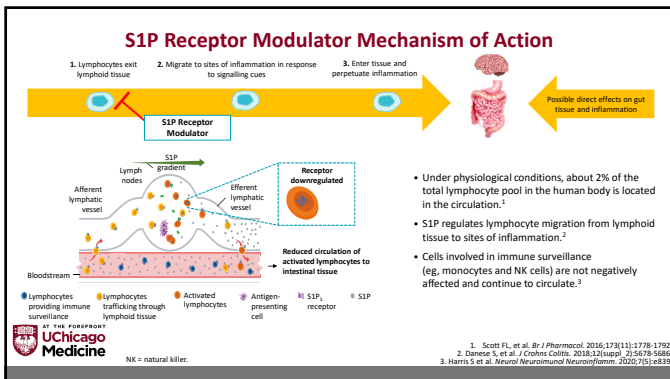 S1P Receptor Modulator Mechanism of Action
1. Lymphocytes exit
lymphoid tissue
2. Migrate to sites of inflammation in response
to signalling cues
3. Enter tissue and
perpetuate inflammation
S1P Receptor
Modulator
Possible direct effects on gut
tissue and inflammation
S1P
gradient
Lymph
nodes
Afferent
lymphatic
vessel
Efferent
lymphatic
vessel
Receptor
downregulated
Reduced circulation of
activated lymphocytes to
intestinal tissue
Bloodstream
Lymphocytes
providing immune
surveillance
Lymphocytes
trafficking through
lymphoid tissue
Activated
lymphocytes
Antigen-
presenting
cell
S1P₁
receptor
S1P
• Under physiological conditions, about 2% of the
total lymphocyte pool in the human body is located
in the circulation.¹
• S1P regulates lymphocyte migration from lymphoid
tissue to sites of inflammation.²
• Cells involved in immune surveillance
(eg, monocytes and NK cells) are not negatively
affected and continue to circulate.³
AT THE FOREFRONT
UChicago
Medicine
NK = natural killer.
1. Scott FL, et al. Br J Pharmacol. 2016;173(11):1778-1792
2. Danese S, et al. J Crohns Colitis. 2018;12(suppl_2):S678-S686
3. Harris S et al. Neurol Neuroimunol Neuroinflamm. 2020;7(5):e839